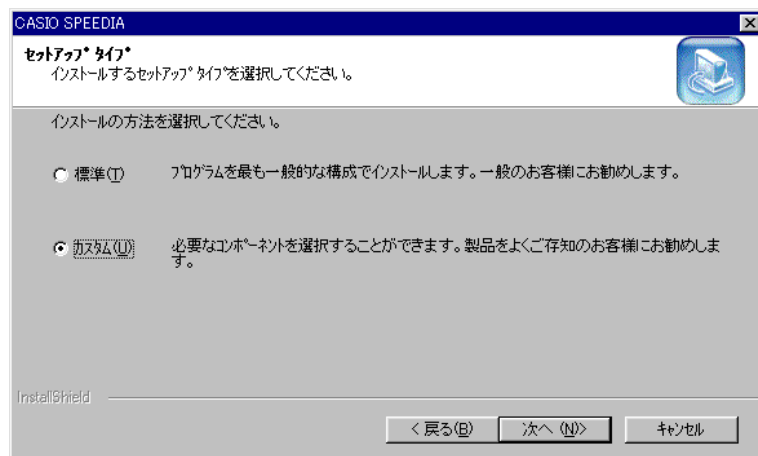 CASIO SPEEDIA
ｾｯﾄｱｯﾌﾟ ﾀｲﾌﾟ
ｲﾝｽﾄｰﾙするｾｯﾄｱｯﾌﾟ ﾀｲﾌﾟを選択してください。
ｲﾝｽﾄｰﾙの方法を選択してください。
標準(T) ﾌﾟﾛｸﾞﾗﾑを最も一般的な構成でｲﾝｽﾄｰﾙします。一般のお客様にお勧めします。
ｶｽﾀﾑ(U) 必要なｺﾝﾎﾟｰﾈﾝﾄを選択することができます。製品をよくご存知のお客様にお勧めしま
す。
InstallShield
< 戻る(B) 次へ (N)> ｷｬﾝｾﾙ